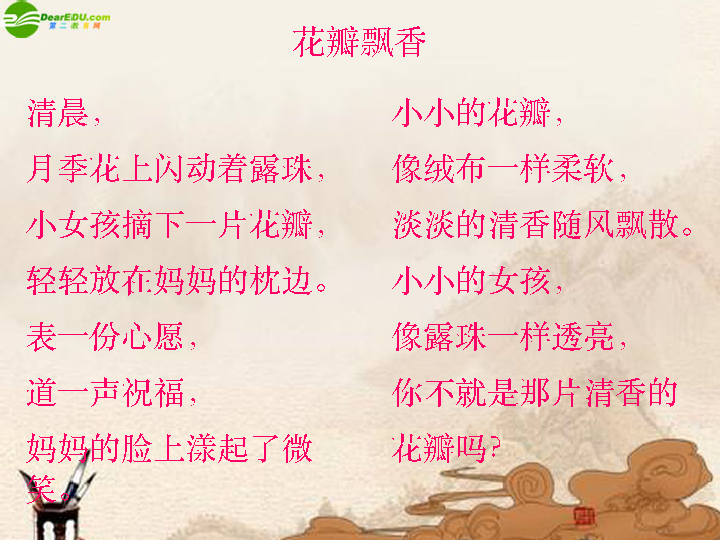 DearEDU.com
第二教育网
花瓣飘香
清晨，
月季花上闪动着露珠，
小女孩摘下一片花瓣，
轻轻放在妈妈的枕边。
表一份心愿，
道一声祝福，
妈妈的脸上漾起了微
笑。
小小的花瓣，
像绒布一样柔软，
淡淡的清香随风飘散。
小小的女孩，
像露珠一样透亮，
你不就是那片清香的
花瓣吗?